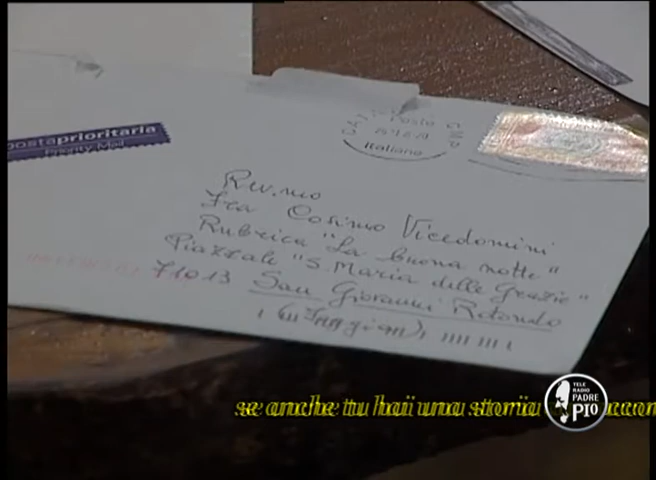 postaprioritaria
Priority Mail
Poste
Italiane
Rev.mo
Fra Cosimo Vicedomini
Rubrica "La buona notte"
Piazzale "S. Maria delle Grazie"
71013 San Giovanni Rotondo
se anche tu hai una storia
TELE
RADIO
PADRE
PIO